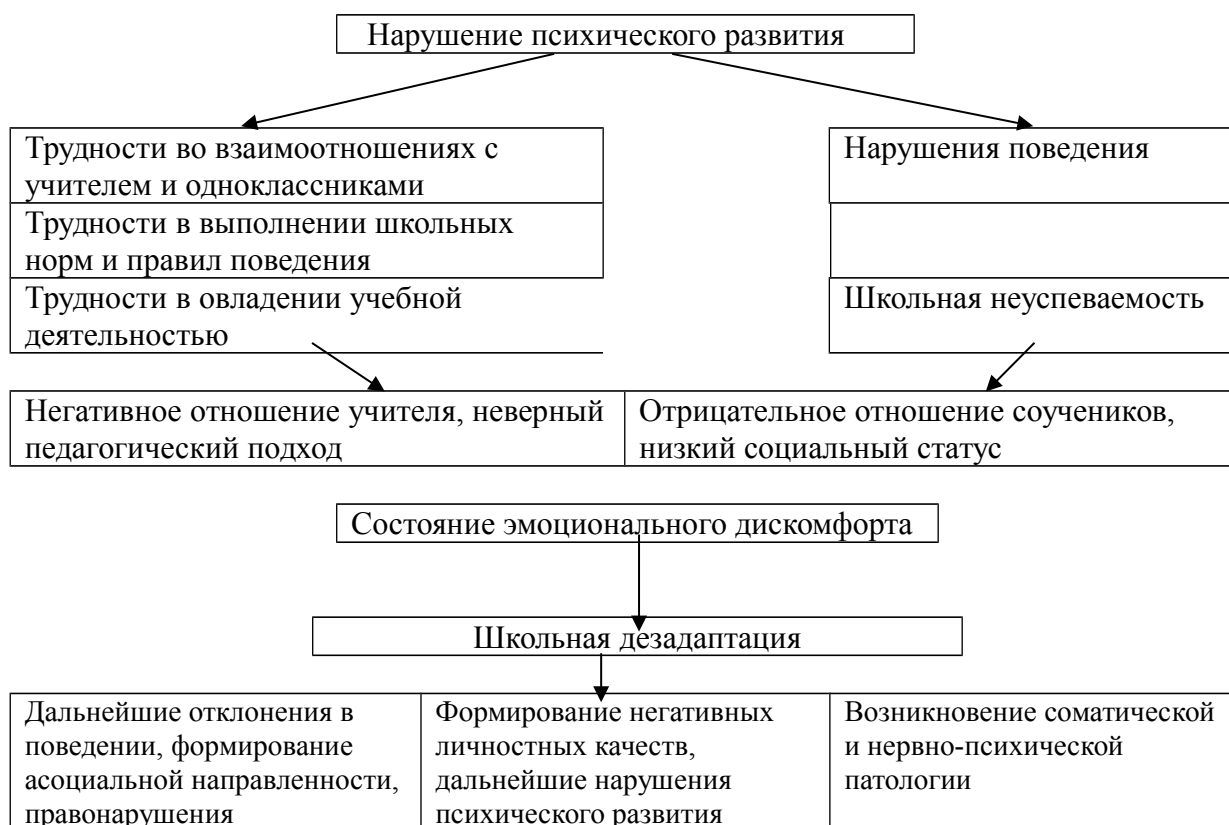 Нарушение психического развития
Трудности во взаимоотношениях с
учителем и одноклассниками
Нарушения поведения
Трудности в выполнении школьных
норм и правил поведения
Трудности в овладении учебной
деятельностью
Школьная неуспеваемость
Негативное отношение учителя, неверный
педагогический подход
Отрицательное отношение соучеников,
низкий социальный статус
Состояние эмоционального дискомфорта
Школьная дезадаптация
Дальнейшие отклонения в
поведении, формирование
асоциальной направленности,
правонарушения
Формирование негативных
личностных качеств,
дальнейшие нарушения
психического развития
Возникновение соматической
и нервно-психической
патологии